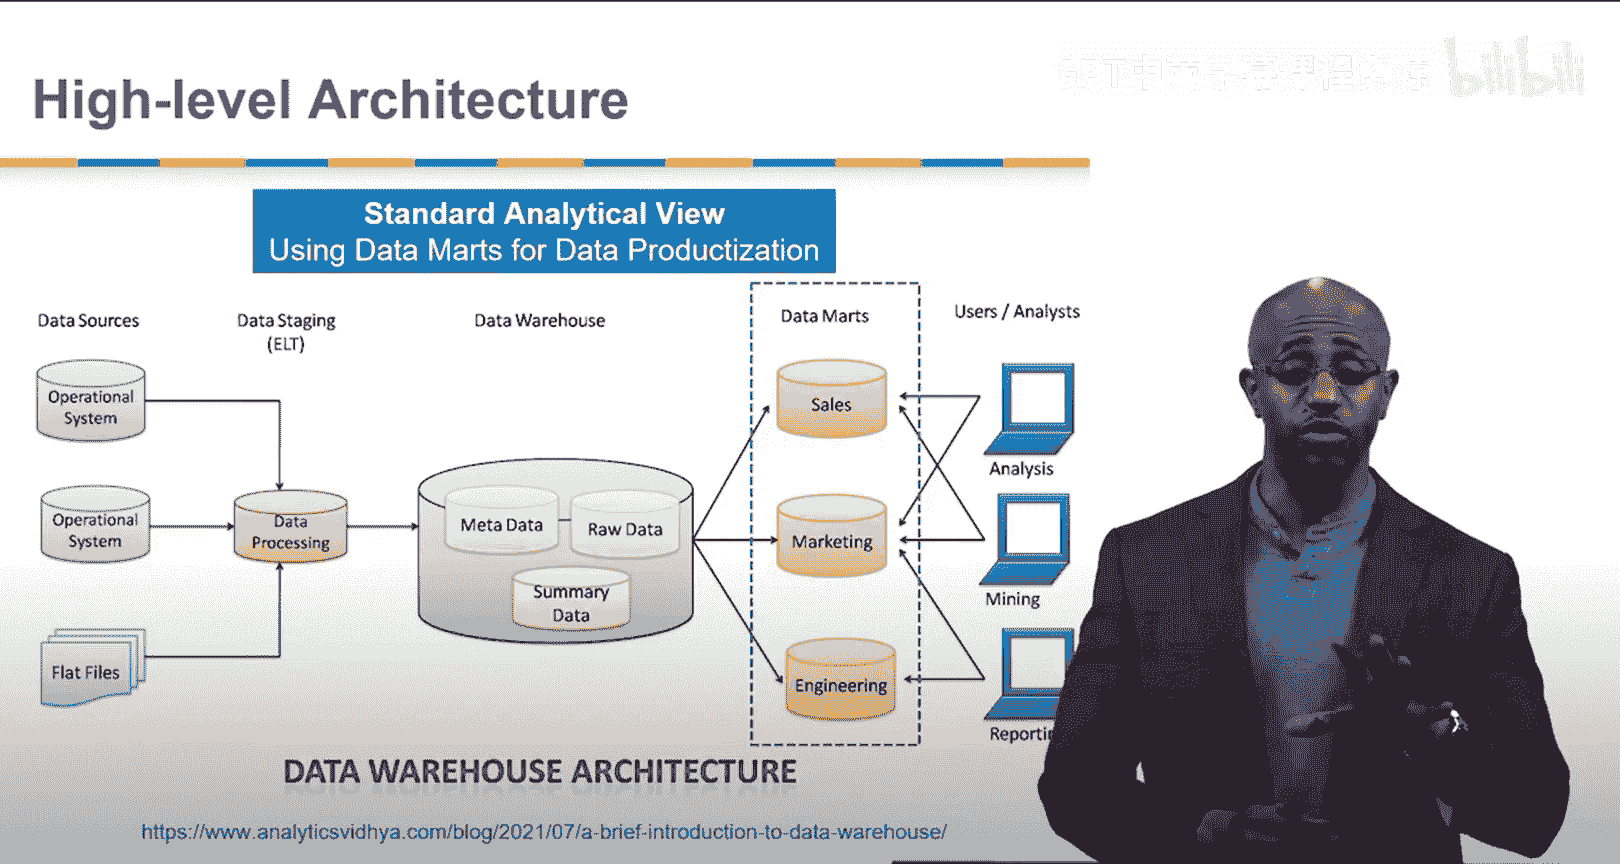 High-level Architecture
bilibili
Standard Analytical View
Using Data Marts for Data Productization
Data Sources
Data Staging
(ELT)
Data Warehouse
Data Marts
Users / Analysts
Operational
System
Operational
System
Flat Files
Data
Processing
Meta Data
Raw Data
Summary
Data
Sales
Marketing
Engineering
Analysis
Mining
DATA WAREHOUSE ARCHITECTURE
https://www.analyticsvidhya.com/blog/2021/07/a-brief-introduction-to-data-warehouse/